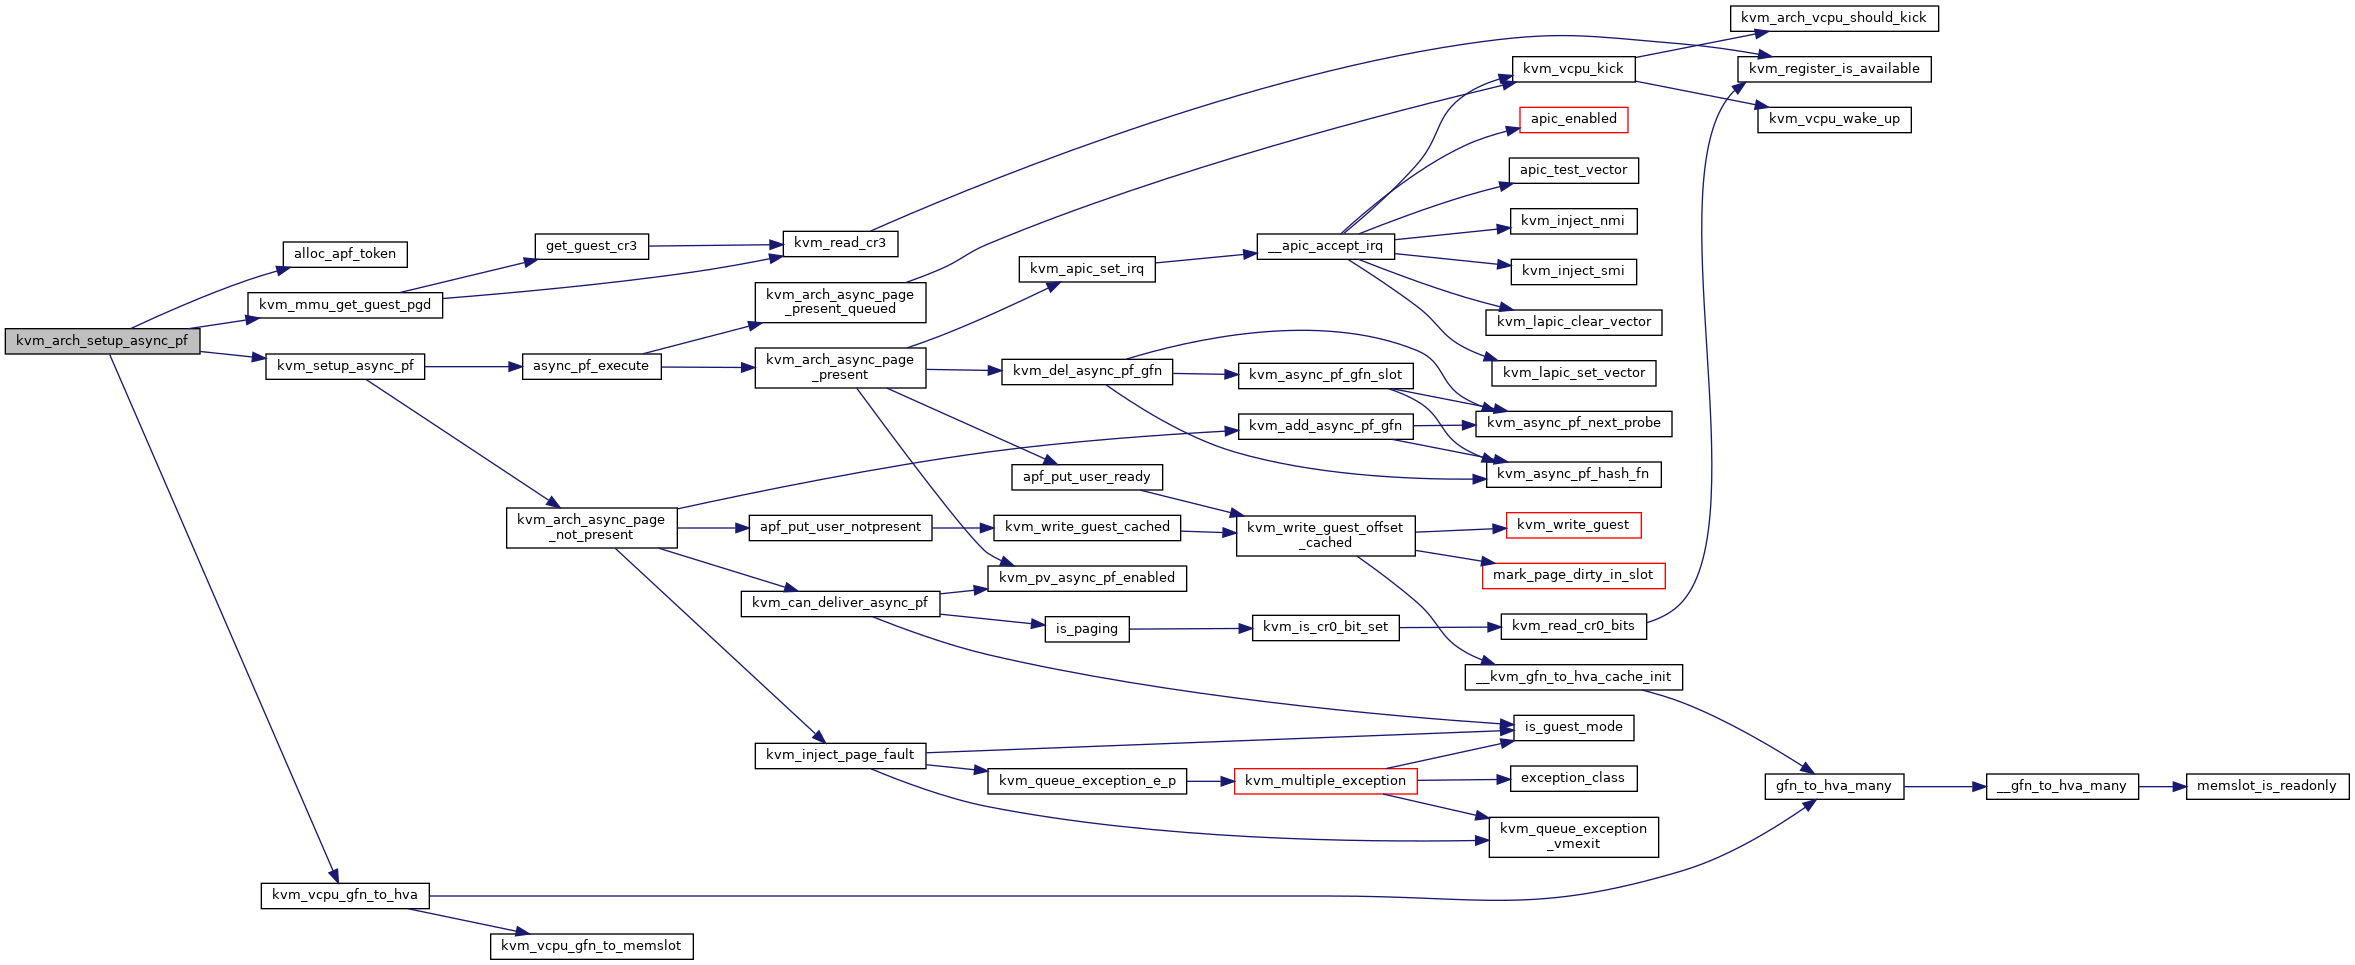 kvm_arch_setup_async_pf
alloc_apf_token
kvm_mmu_get_guest_pgd
kvm_setup_async_pf
kvm_vcpu_gfn_to_hva
get_guest_cr3
async_pf_execute
kvm_arch_async_page
_not_present
kvm_vcpu_gfn_to_memslot
kvm_read_cr3
kvm_arch_async_page
_present_queued
kvm_arch_async_page
_present
apf_put_user_notpresent
kvm_can_deliver_async_pf
kvm_inject_page_fault
kvm_apic_set_irq
kvm_del_async_pf_gfn
apf_put_user_ready
kvm_write_guest_cached
kvm_pv_async_pf_enabled
is_paging
kvm_queue_exception_e_p
__apic_accept_irq
kvm_async_pf_gfn_slot
kvm_add_async_pf_gfn
kvm_write_guest_offset
_cached
kvm_is_cr0_bit_set
kvm_multiple_exception
kvm_vcpu_kick
apic_enabled
apic_test_vector
kvm_inject_nmi
kvm_inject_smi
kvm_lapic_clear_vector
kvm_lapic_set_vector
kvm_async_pf_next_probe
kvm_async_pf_hash_fn
kvm_write_guest
mark_page_dirty_in_slot
kvm_read_cr0_bits
__kvm_gfn_to_hva_cache_init
is_guest_mode
exception_class
kvm_queue_exception
_vmexit
kvm_arch_vcpu_should_kick
kvm_register_is_available
kvm_vcpu_wake_up
gfn_to_hva_many
__gfn_to_hva_many
memslot_is_readonly